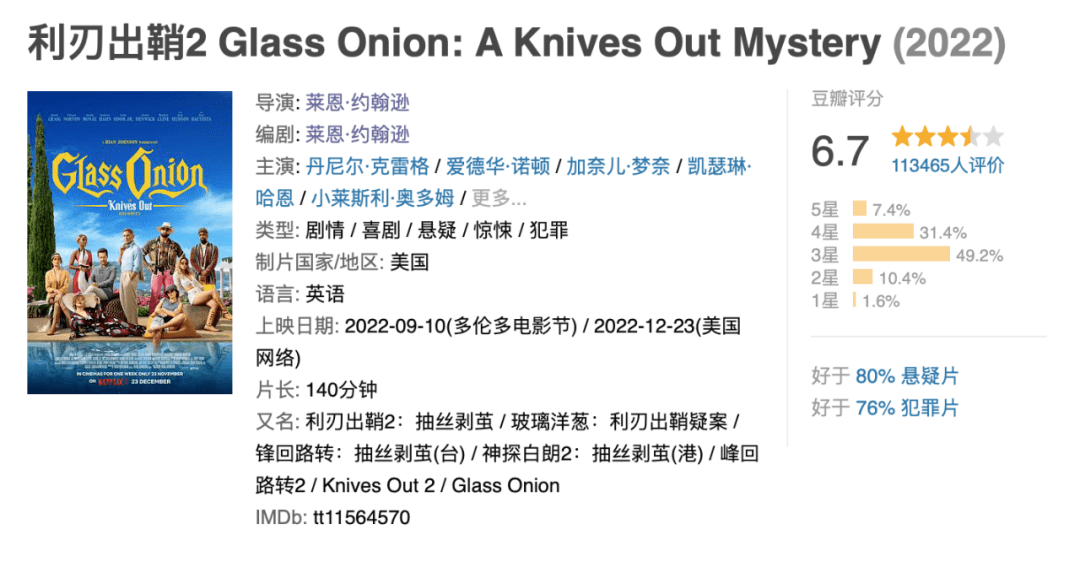 利刃出鞘2 Glass Onion: A Knives Out Mystery (2022)
GLASS ONION
Knives Out
IN CINEMAS FOR ONE WEEK ONLY 23 NOVEMBER
ON NETFLIX 23 DECEMBER
导演: 莱恩·约翰逊
编剧: 莱恩·约翰逊
主演: 丹尼尔·克雷格 / 爱德华·诺顿 / 加奈儿·梦奈 / 凯瑟琳·
哈恩 / 小莱斯利·奥多姆 / 更多...
类型: 剧情 / 喜剧 / 悬疑 / 惊悚 / 犯罪
制片国家/地区: 美国
语言: 英语
上映日期: 2022-09-10(多伦多电影节) / 2022-12-23(美国
网络)
片长: 140分钟
又名: 利刃出鞘2：抽丝剥茧 / 玻璃洋葱：利刃出鞘疑案 /
锋回路转：抽丝剥茧(台) / 神探白朗2：抽丝剥茧(港) / 峰回
路转2 / Knives Out 2 / Glass Onion
IMDb: tt11564570
豆瓣评分
6.7
113465人评价
5星 7.4%
4星 31.4%
3星 49.2%
2星 10.4%
1星 1.6%
好于 80% 悬疑片
好于 76% 犯罪片